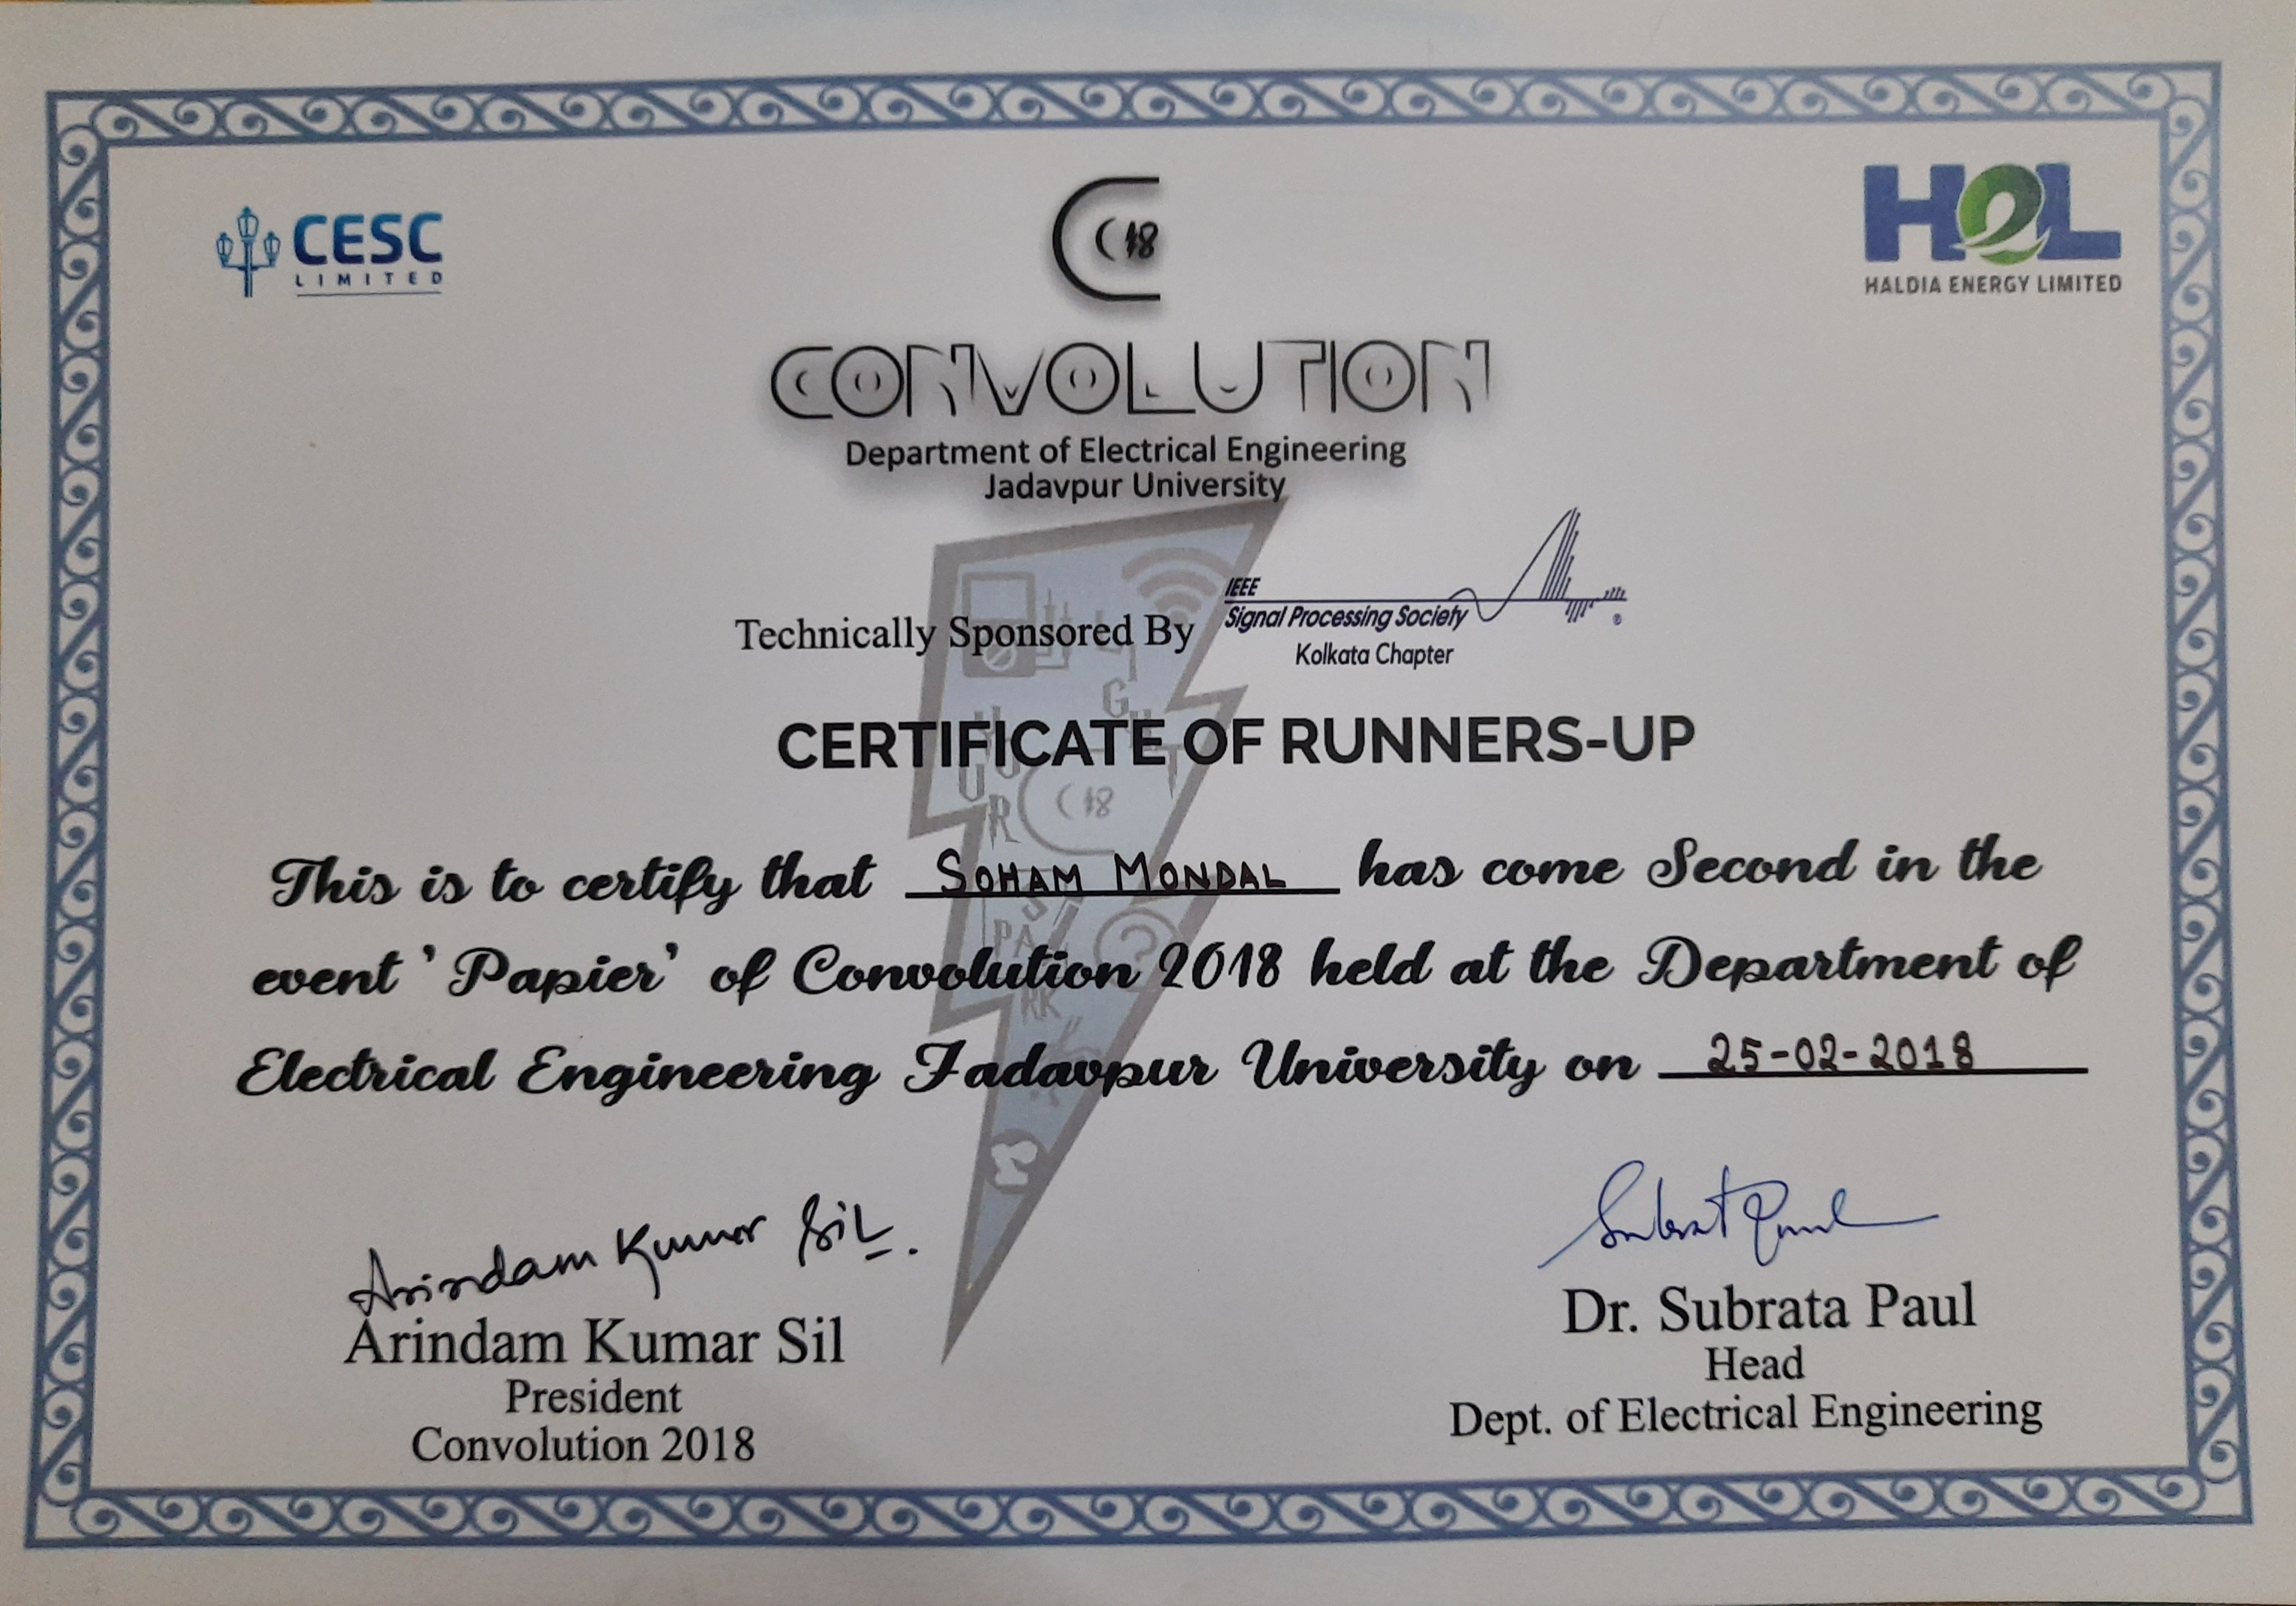 CESC
LIMITED
C18
HEL
HALDIA ENERGY LIMITED
CONVOLUTION
Department of Electrical Engineering
Jadavpur University
Technically Sponsored By
IEEE
Signal Processing Society
®
Kolkata Chapter
CERTIFICATE OF RUNNERS-UP
This is to certify that SOHAM MONDAL has come Second in the
event 'Papier' of Convolution 2018 held at the Department of
Electrical Engineering Jadavpur University on 25-02-2018
Arindam Kumar Sil.
Arindam Kumar Sil
President
Convolution 2018
Subrata Paul
Dr. Subrata Paul
Head
Dept. of Electrical Engineering